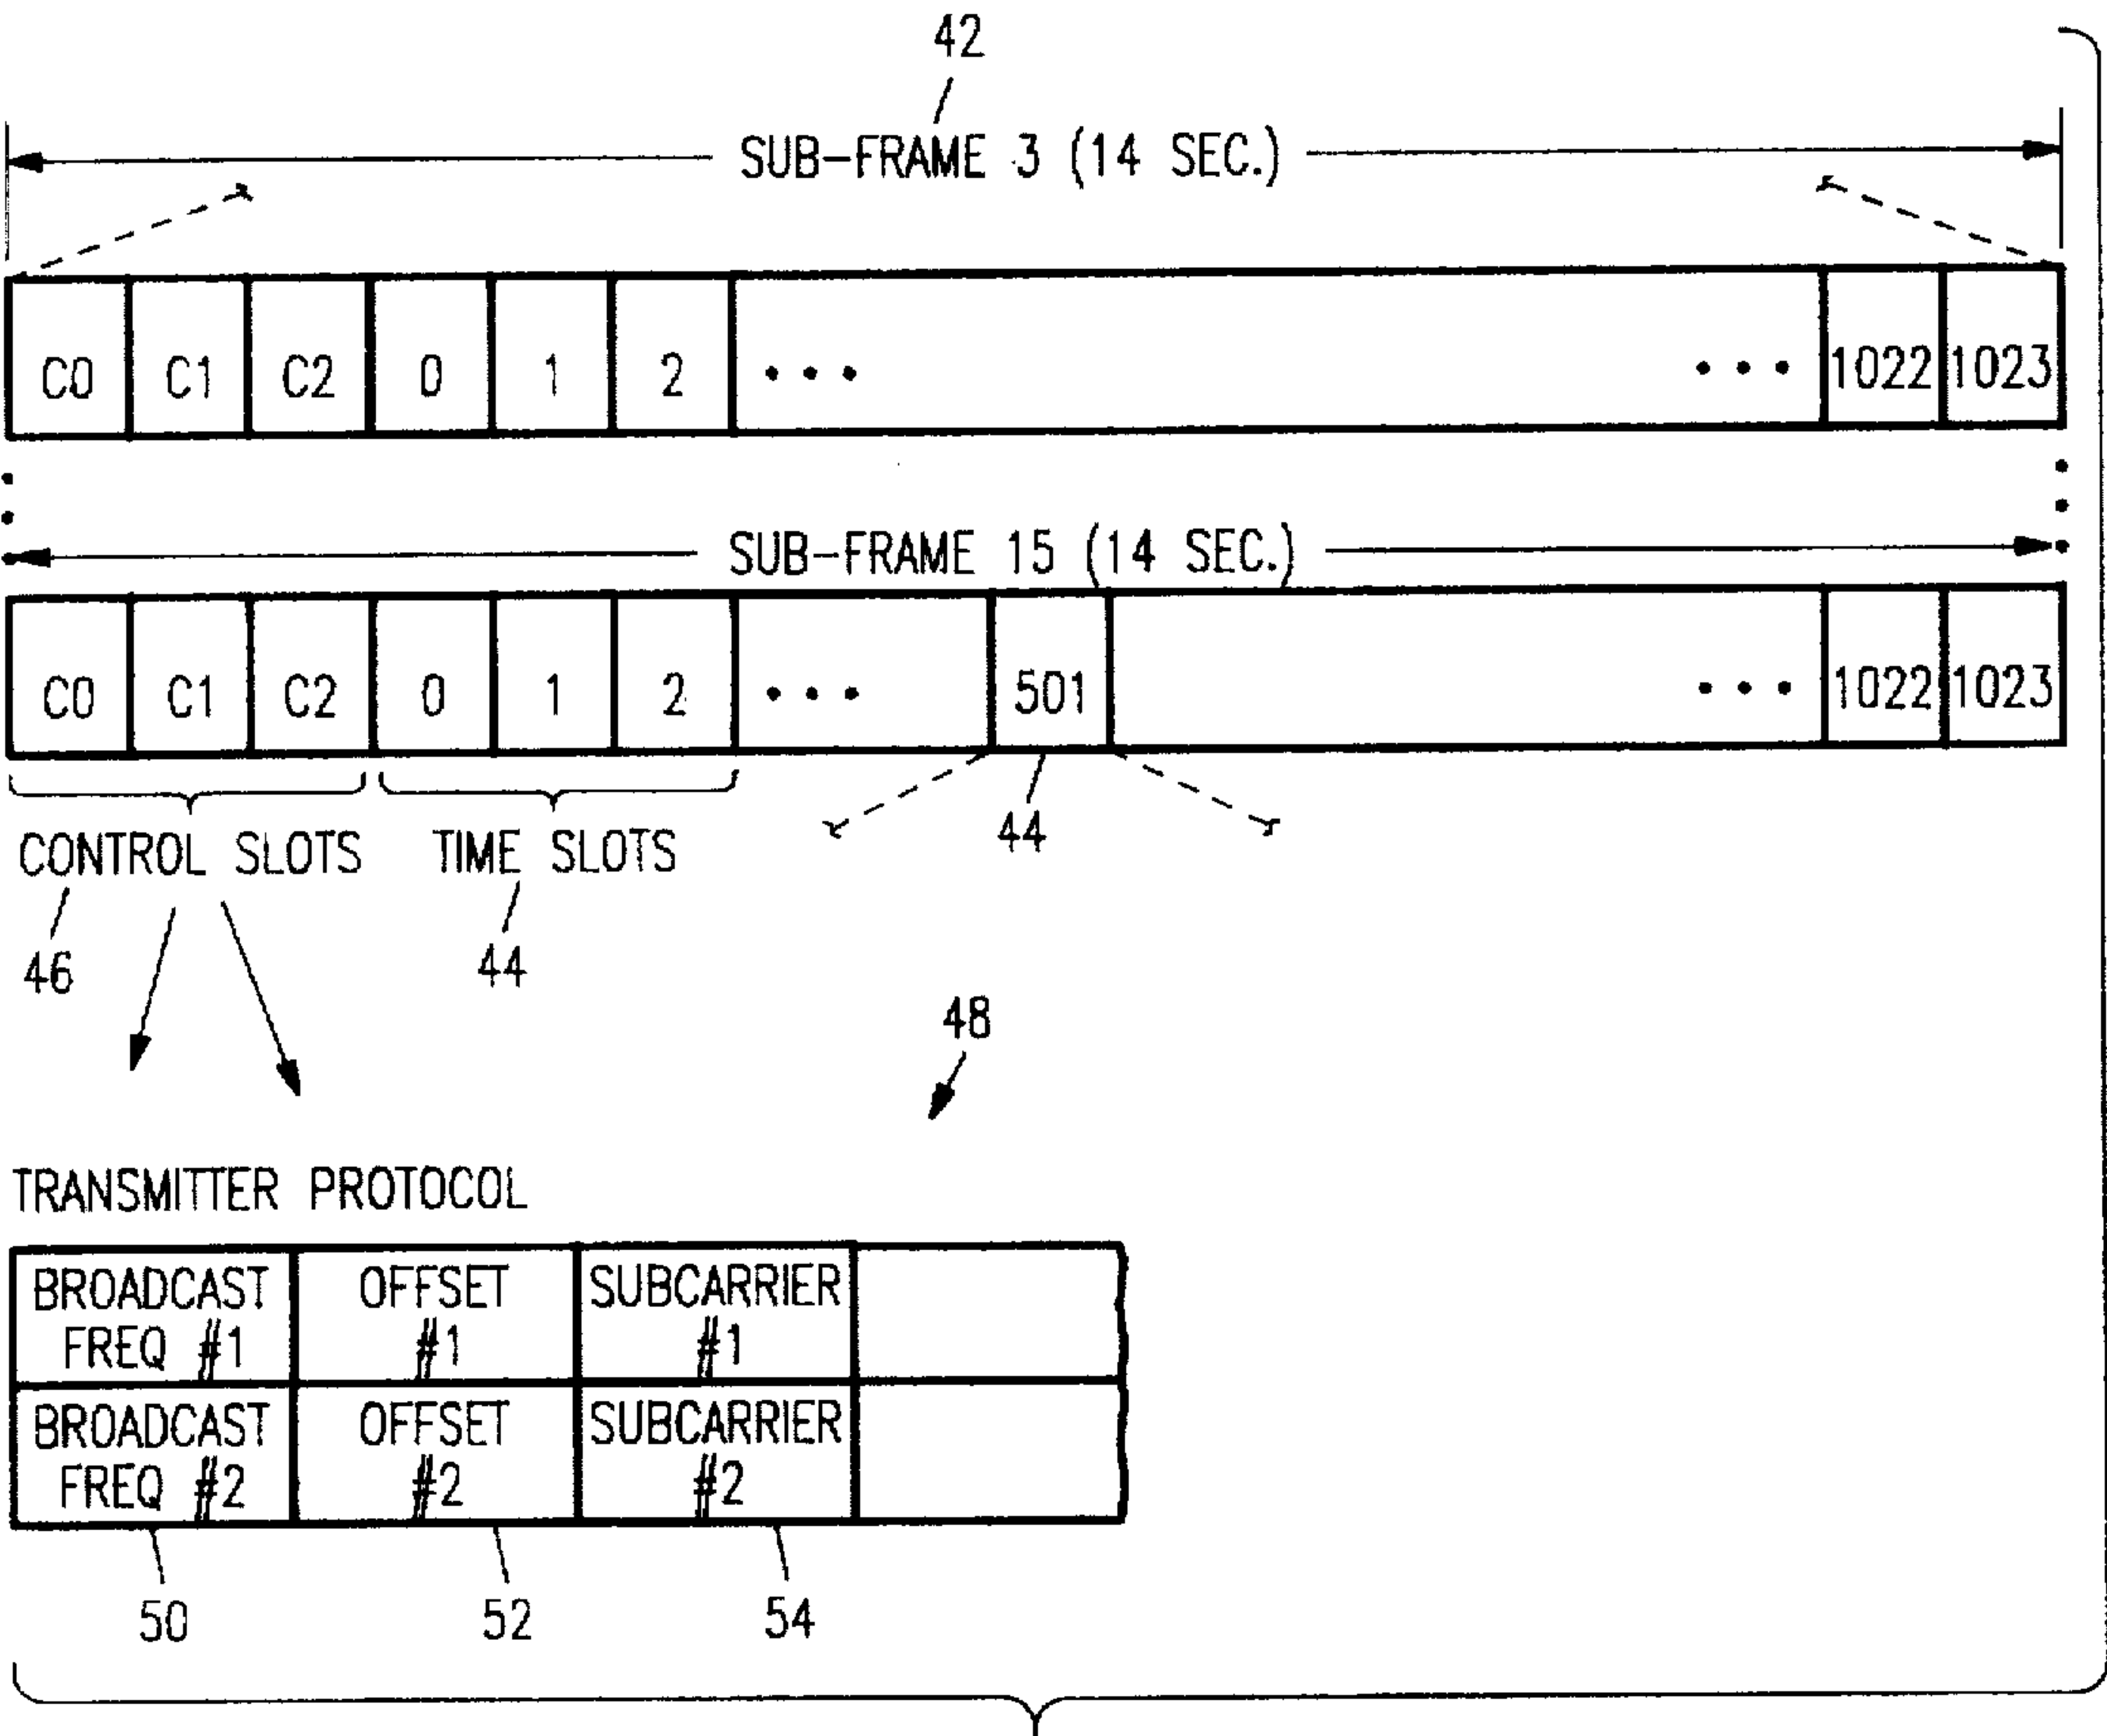 42
SUB-FRAME 3 (14 SEC.)
C0 C1 C2 0 1 2 ••• ••• 1022 1023
SUB-FRAME 15 (14 SEC.)
C0 C1 C2 0 1 2 ••• 501 ••• 1022 1023
CONTROL SLOTS TIME SLOTS 44
46 44
48
TRANSMITTER PROTOCOL
BROADCAST OFFSET SUBCARRIER
FREQ #1 #1 #1
BROADCAST OFFSET SUBCARRIER
FREQ #2 #2 #2
50 52 54